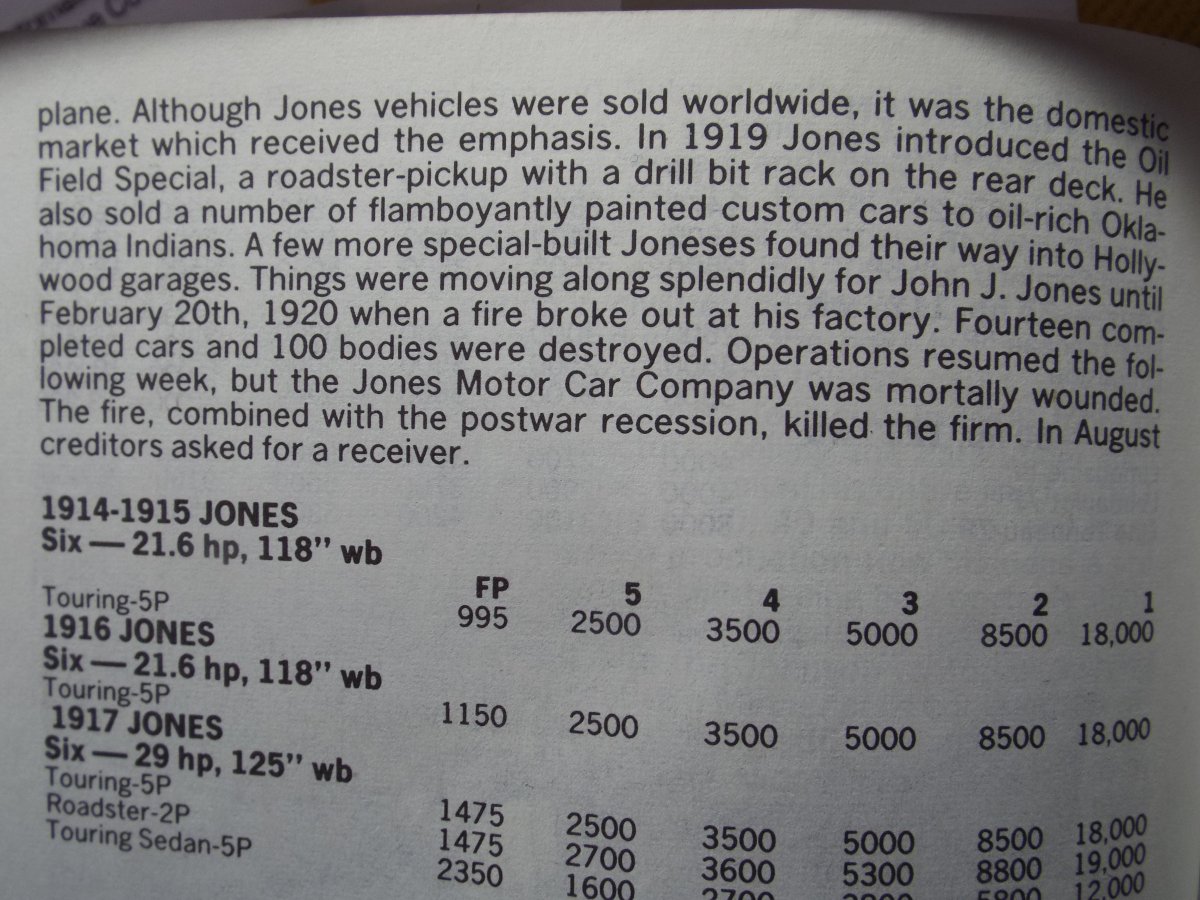 plane. Although Jones vehicles were sold worldwide, it was the domestic
market which received the emphasis. In 1919 Jones introduced the Oil
Field Special, a roadster-pickup with a drill bit rack on the rear deck. He
also sold a number of flamboyantly painted custom cars to oil-rich Okla-
homa Indians. A few more special-built Joneses found their way into Holly-
wood garages. Things were moving along splendidly for John J. Jones until
February 20th, 1920 when a fire broke out at his factory. Fourteen com-
pleted cars and 100 bodies were destroyed. Operations resumed the fol-
lowing week, but the Jones Motor Car Company was mortally wounded.
The fire, combined with the postwar recession, killed the firm. In August
creditors asked for a receiver.
1914-1915 JONES
Six — 21.6 hp, 118" wb
FP 5 4 3 2 1
Touring-5P 995 2500 3500 5000 8500 18,000
1916 JONES
Six — 21.6 hp, 118" wb
Touring-5P 1150 2500 3500 5000 8500 18,000
1917 JONES
Six — 29 hp, 125" wb
Touring-5P 1475 2500 3500 5000 8500 18,000
Roadster-2P 1475 2700 3600 5300 8800 19,000
Touring Sedan-5P 2350 1600 2700 5800 12,000